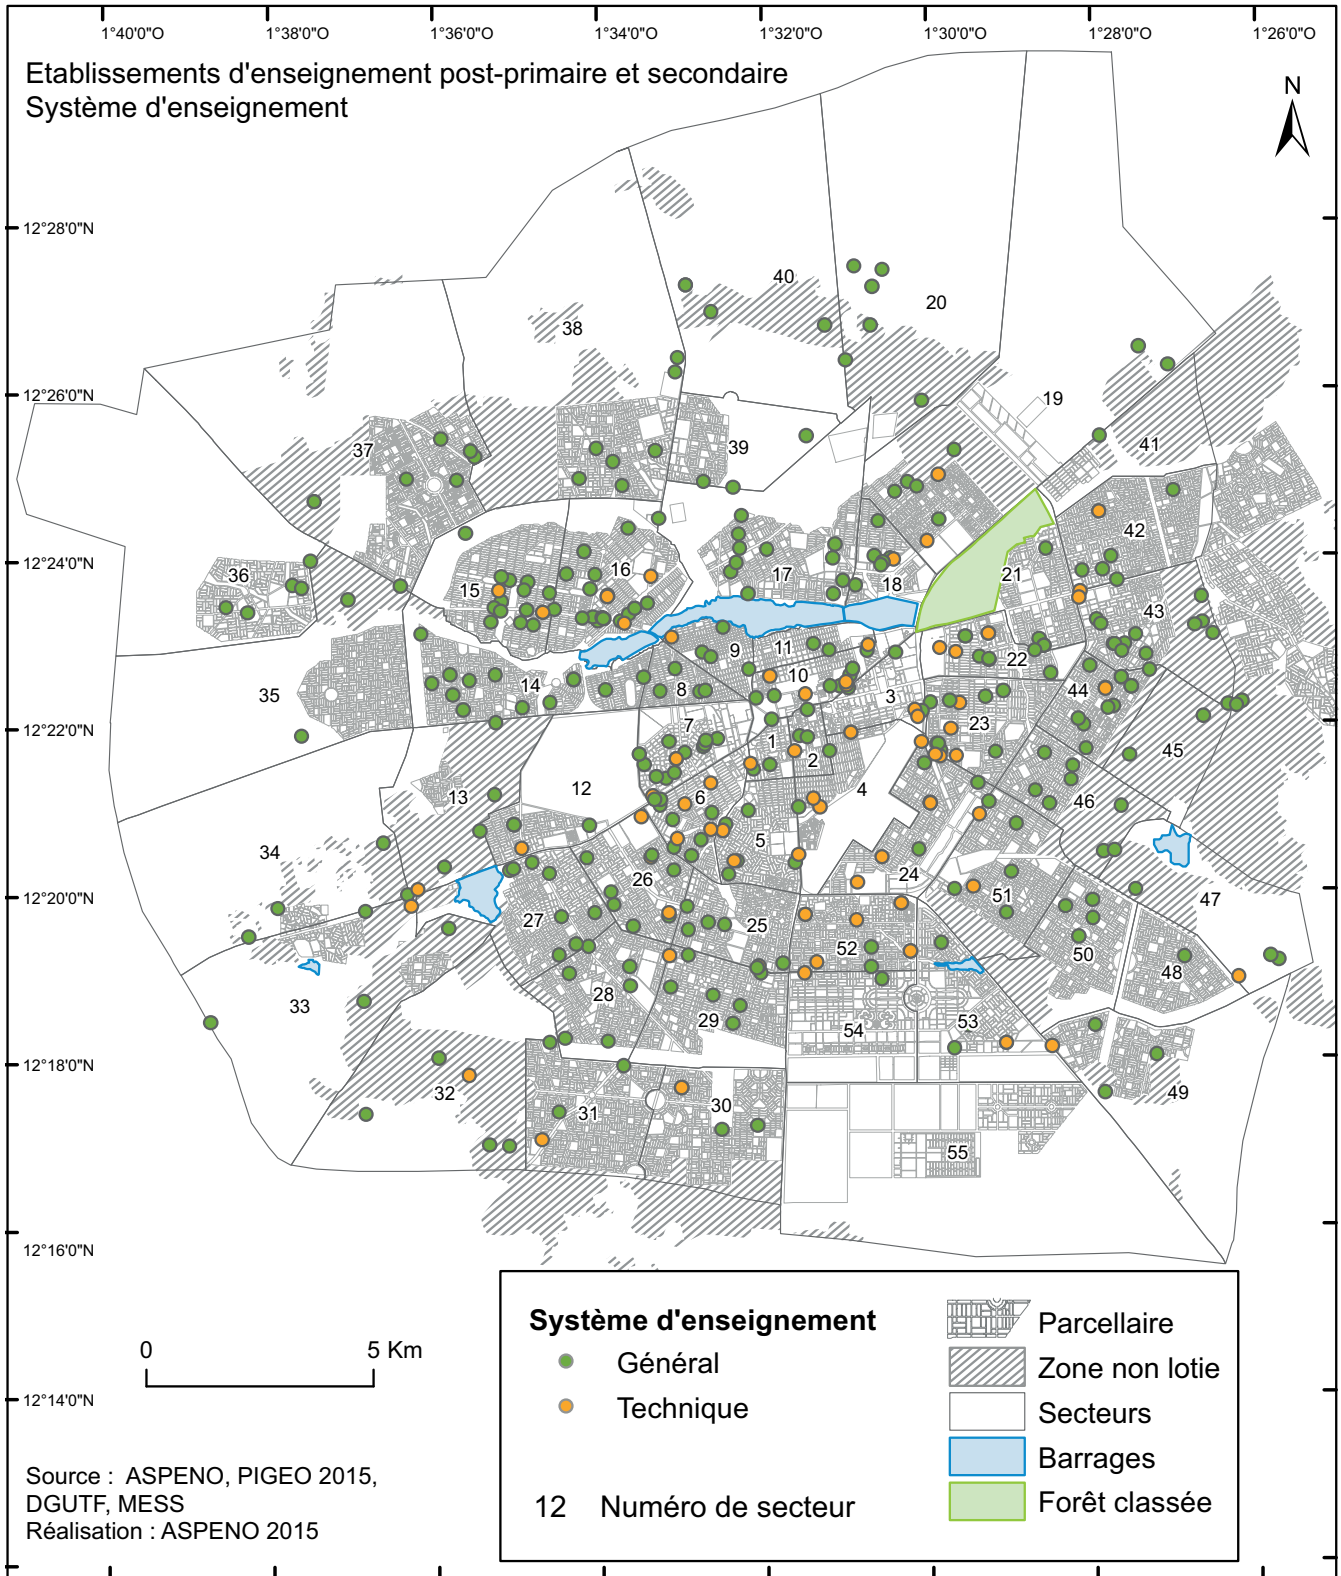 1°40'0"O
1°38'0"O
1°36'0"O
1°34'0"O
1°32'0"O
1°30'0"O
1°28'0"O
1°26'0"O
Etablissements d'enseignement post-primaire et secondaire
Système d'enseignement
N
12°28'0"N
12°26'0"N
12°24'0"N
12°22'0"N
12°20'0"N
12°18'0"N
12°16'0"N
12°14'0"N
40
20
38
19
37
39
41
42
36
15
16
17
18
21
43
9
11
22
35
14
8
10
3
44
7
1
23
45
2
13
12
6
4
46
5
34
26
24
51
47
27
25
52
50
48
33
28
29
54
53
32
31
30
49
55
0
5 Km
Source : ASPENO, PIGEO 2015,
DGUTF, MESS
Réalisation : ASPENO 2015
Système d'enseignement
Général
Technique
12 Numéro de secteur
Parcellaire
Zone non lotie
Secteurs
Barrages
Forêt classée